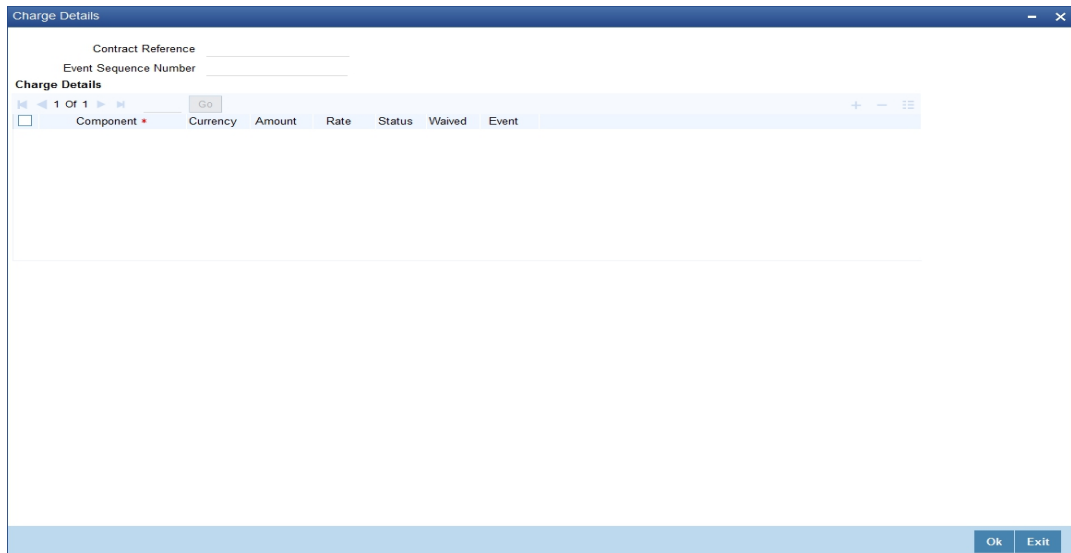 Charge Details
Contract Reference
Event Sequence Number
Charge Details
1 Of 1 Go
Component * Currency Amount Rate Status Waived Event
Ok Exit